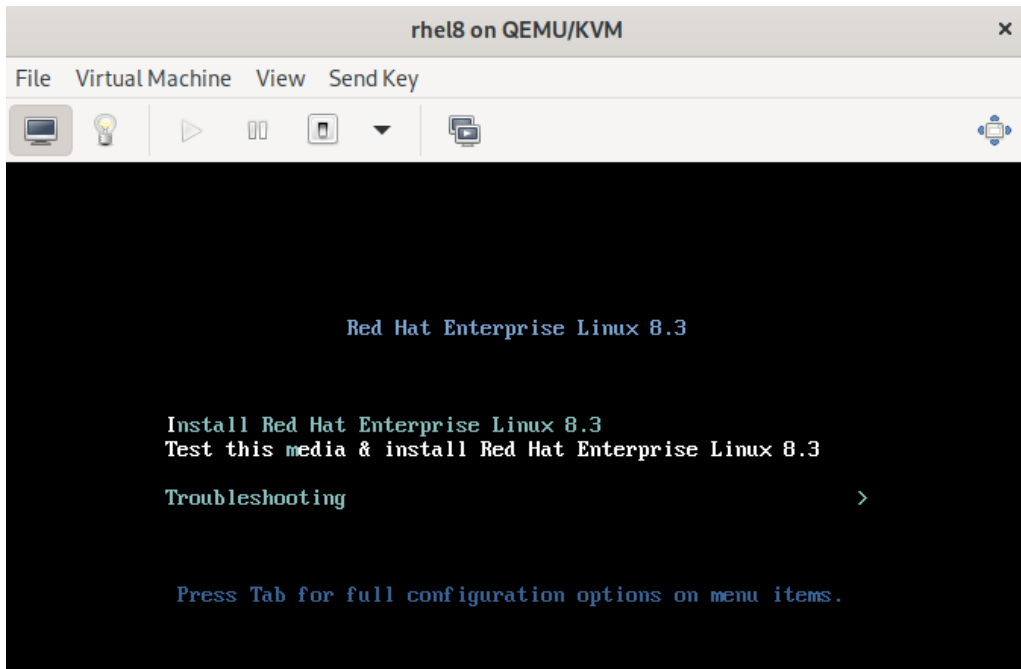 rhel8 on QEMU/KVM
File Virtual Machine View Send Key
Red Hat Enterprise Linux 8.3
Install Red Hat Enterprise Linux 8.3
Test this media & install Red Hat Enterprise Linux 8.3
Troubleshooting >
Press Tab for full configuration options on menu items.